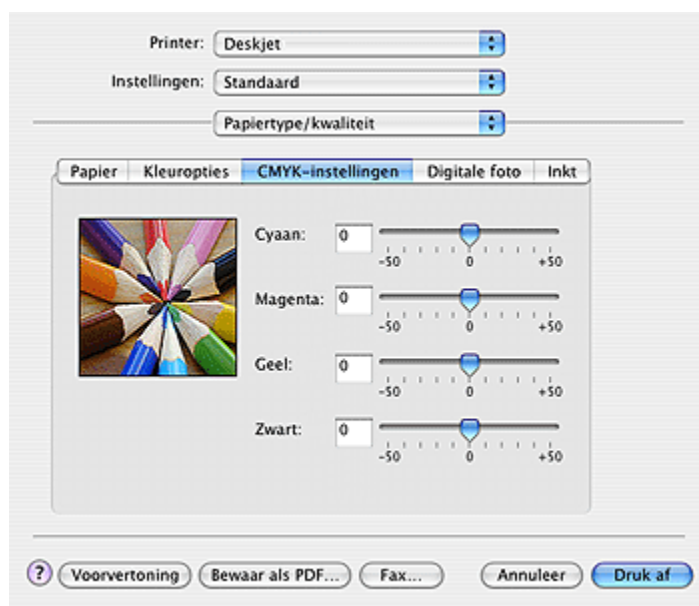 Printer: Deskjet
Instellingen: Standaard
Papiertype/kwaliteit
Papier Kleuropties CMYK-instellingen Digitale foto Inkt
Cyaan: 0
-50 0 +50
Magenta: 0
-50 0 +50
Geel: 0
-50 0 +50
Zwart: 0
-50 0 +50
? Voorvertoning Bewaar als PDF... Fax... Annuleer Druk af